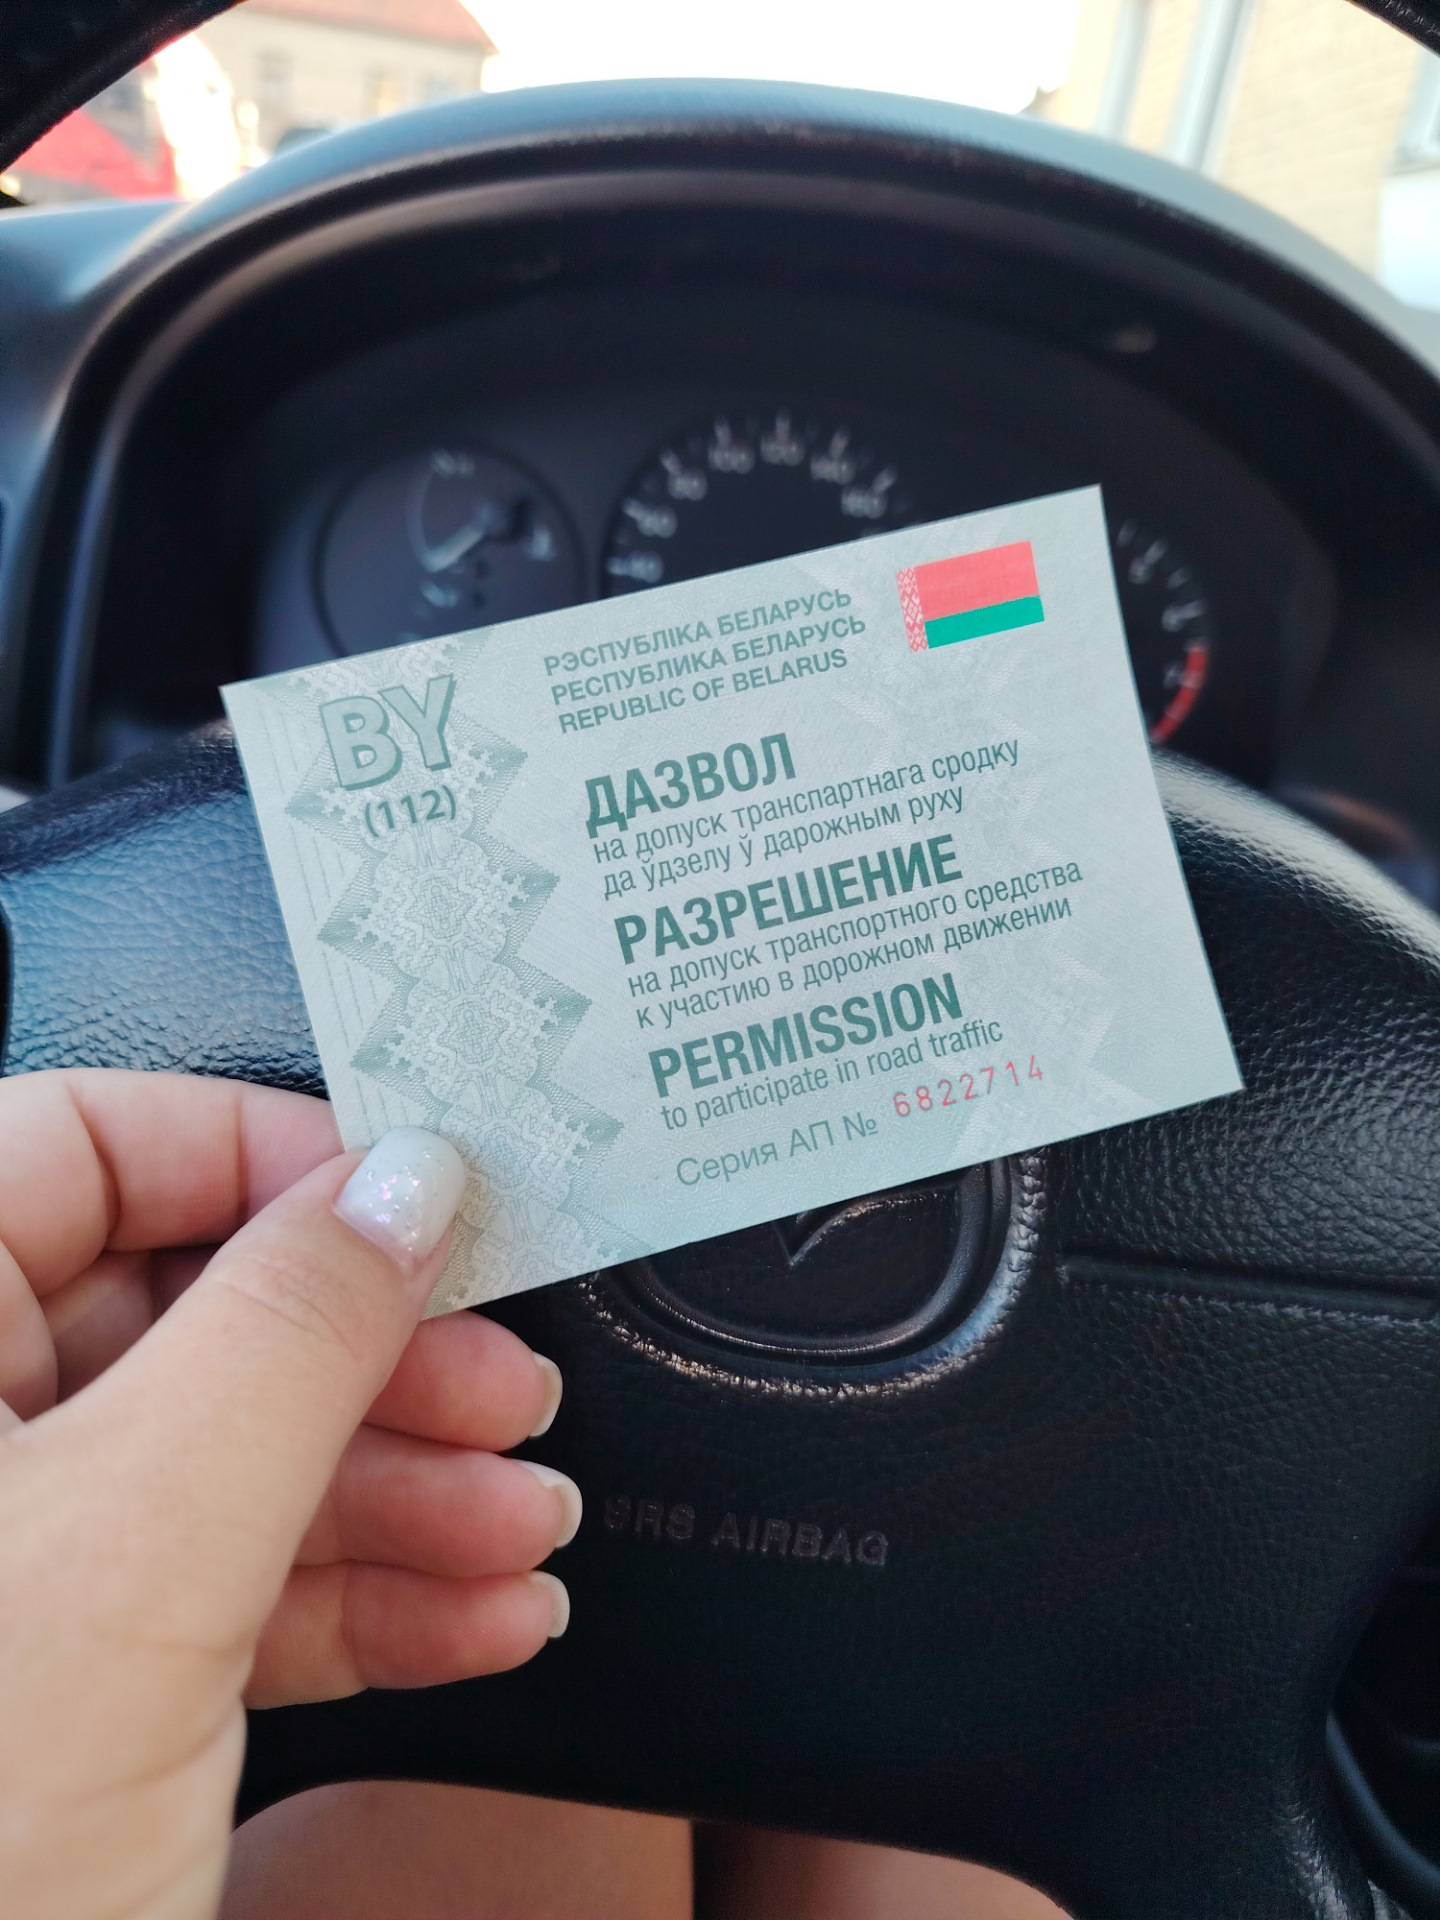 BY
(112)
РЭСПУБЛІКА БЕЛАРУСЬ
РЕСПУБЛИКА БЕЛАРУСЬ
REPUBLIC OF BELARUS
ДАЗВОЛ
на допуск транспартнага сродку
да ўдзелу ў дарожным руху
РАЗРЕШЕНИЕ
на допуск транспортного средства
к участию в дорожном движении
PERMISSION
to participate in road traffic
Серия АП № 6822714
SRS AIRBAG